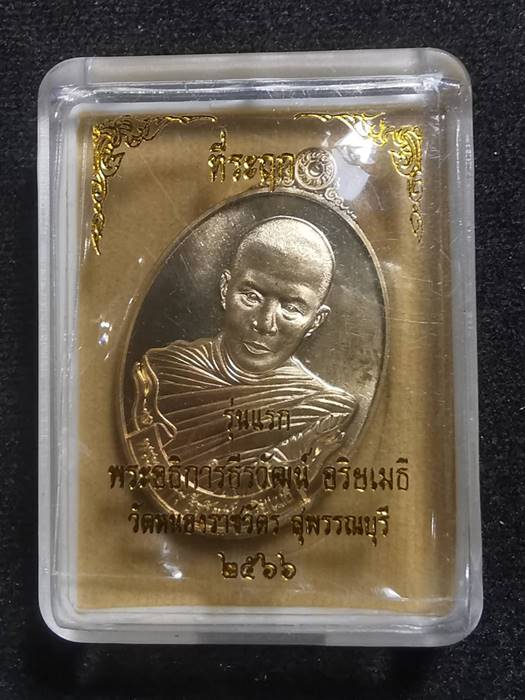 ที่ระฤก
รุ่นแรก
พระอธิการธีรวัฒน์ อริยเมธี
วัดหนองราชวัตร สุพรรณบุรี
๒๕๖๖